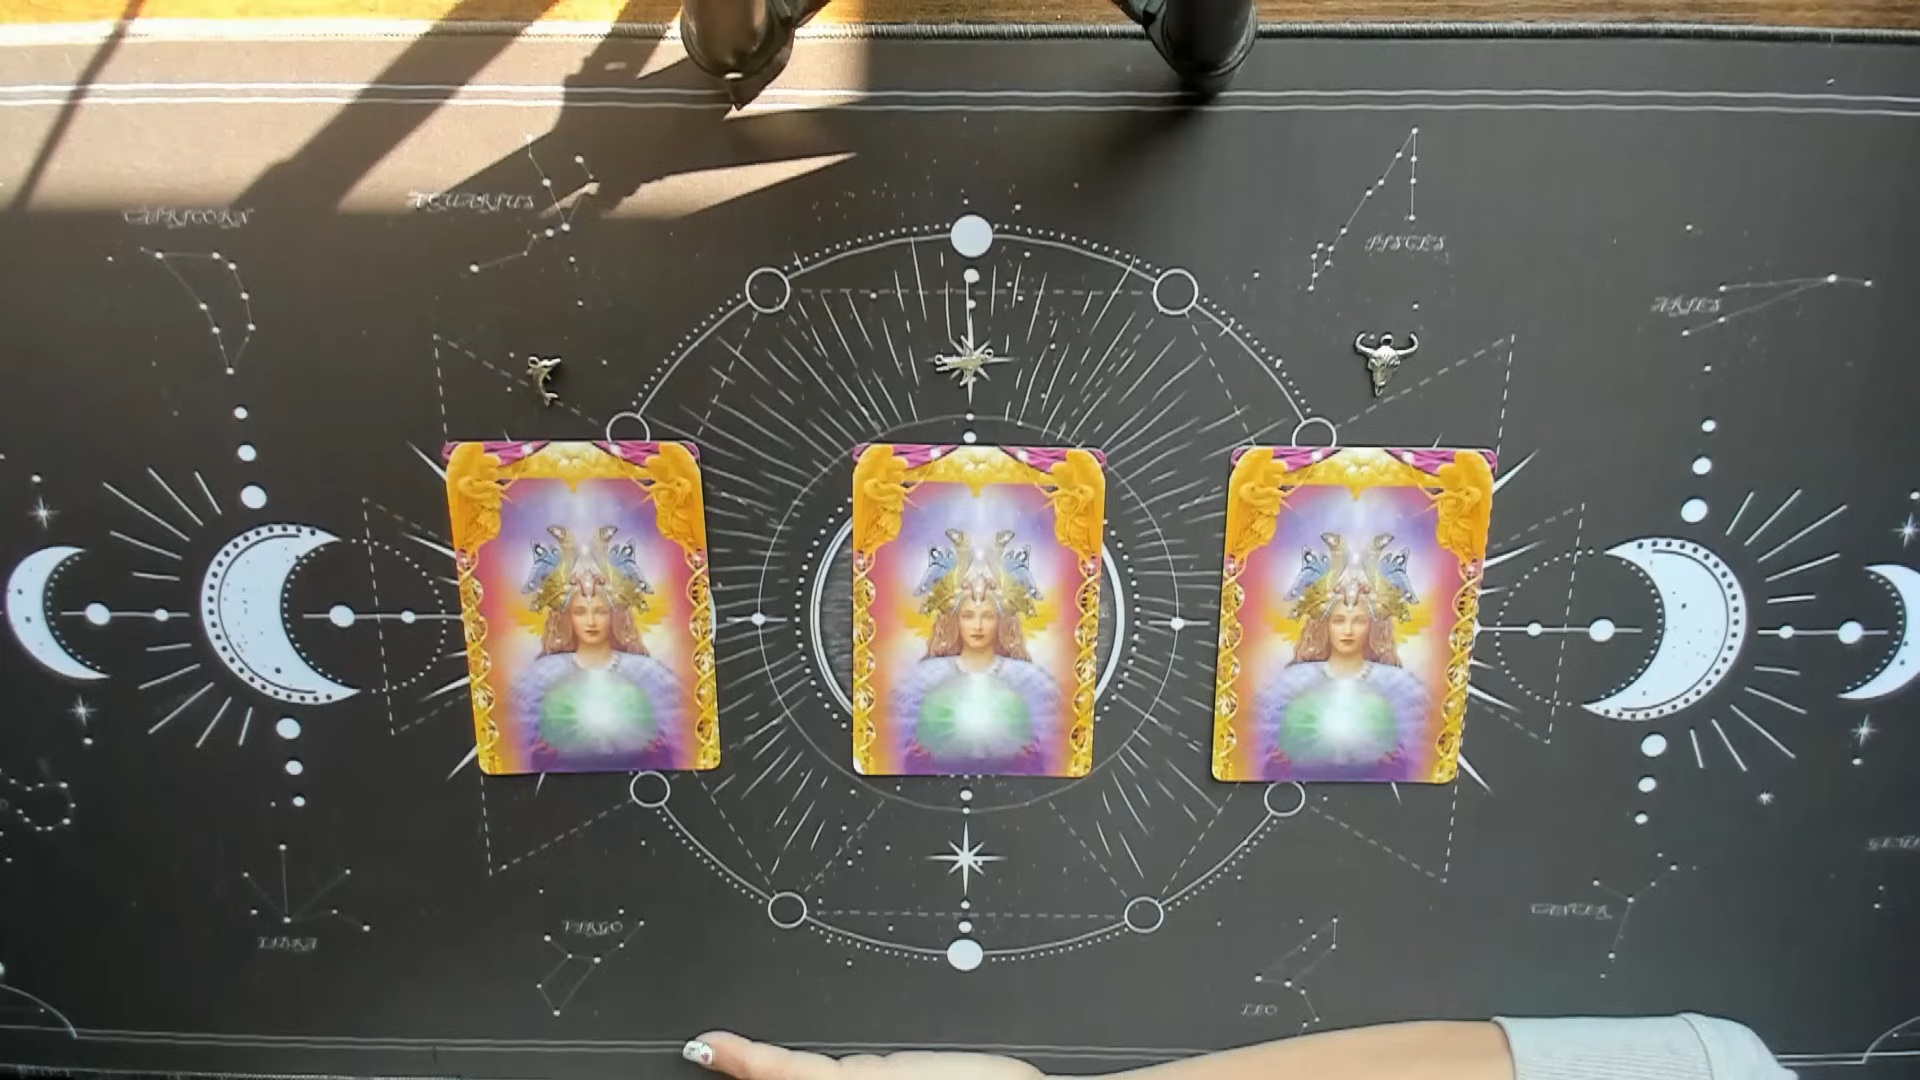 CAPRICORN
AQUARIUS
PISCES
ARIES
LIBRA
VIRGO
LEO
CANCER